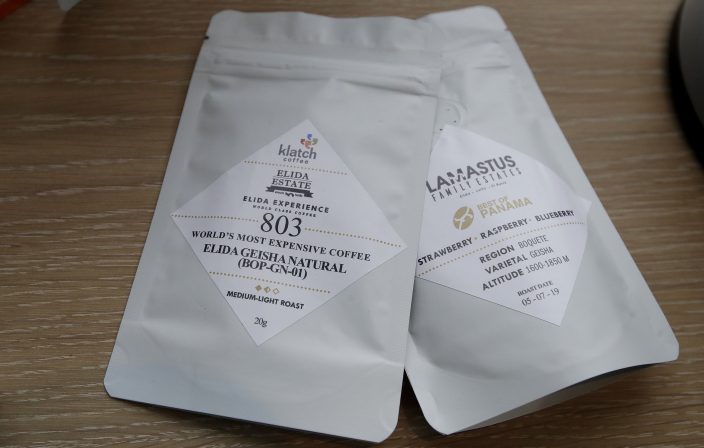 klatch
coffee
ELIDA
ESTATE
ELIDA EXPERIENCE
WORLD CLASS COFFEE
803
WORLD'S MOST EXPENSIVE COFFEE
ELIDA GEISHA NATURAL
(BOP-GN-01)
MEDIUM-LIGHT ROAST
20g
LAMASTUS
FAMILY ESTATES
BEST OF
PANAMA
STRAWBERRY · RASPBERRY · BLUEBERRY
REGION BOQUETE
VARIETAL GEISHA
ALTITUDE 1600-1850 M
ROAST DATE
05-07-19